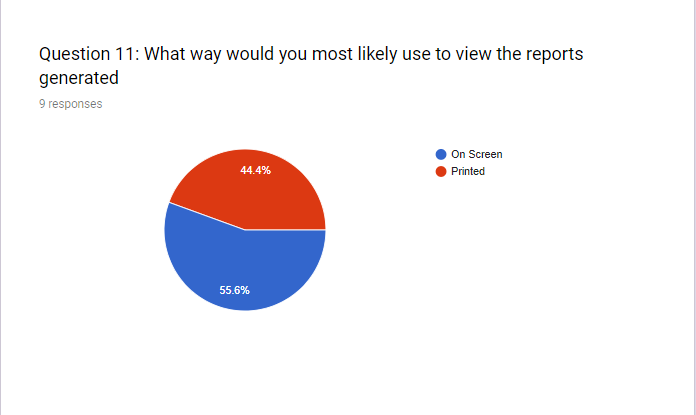 Question 11: What way would you most likely use to view the reports
generated
9 responses
44.4%
55.6%
On Screen
Printed